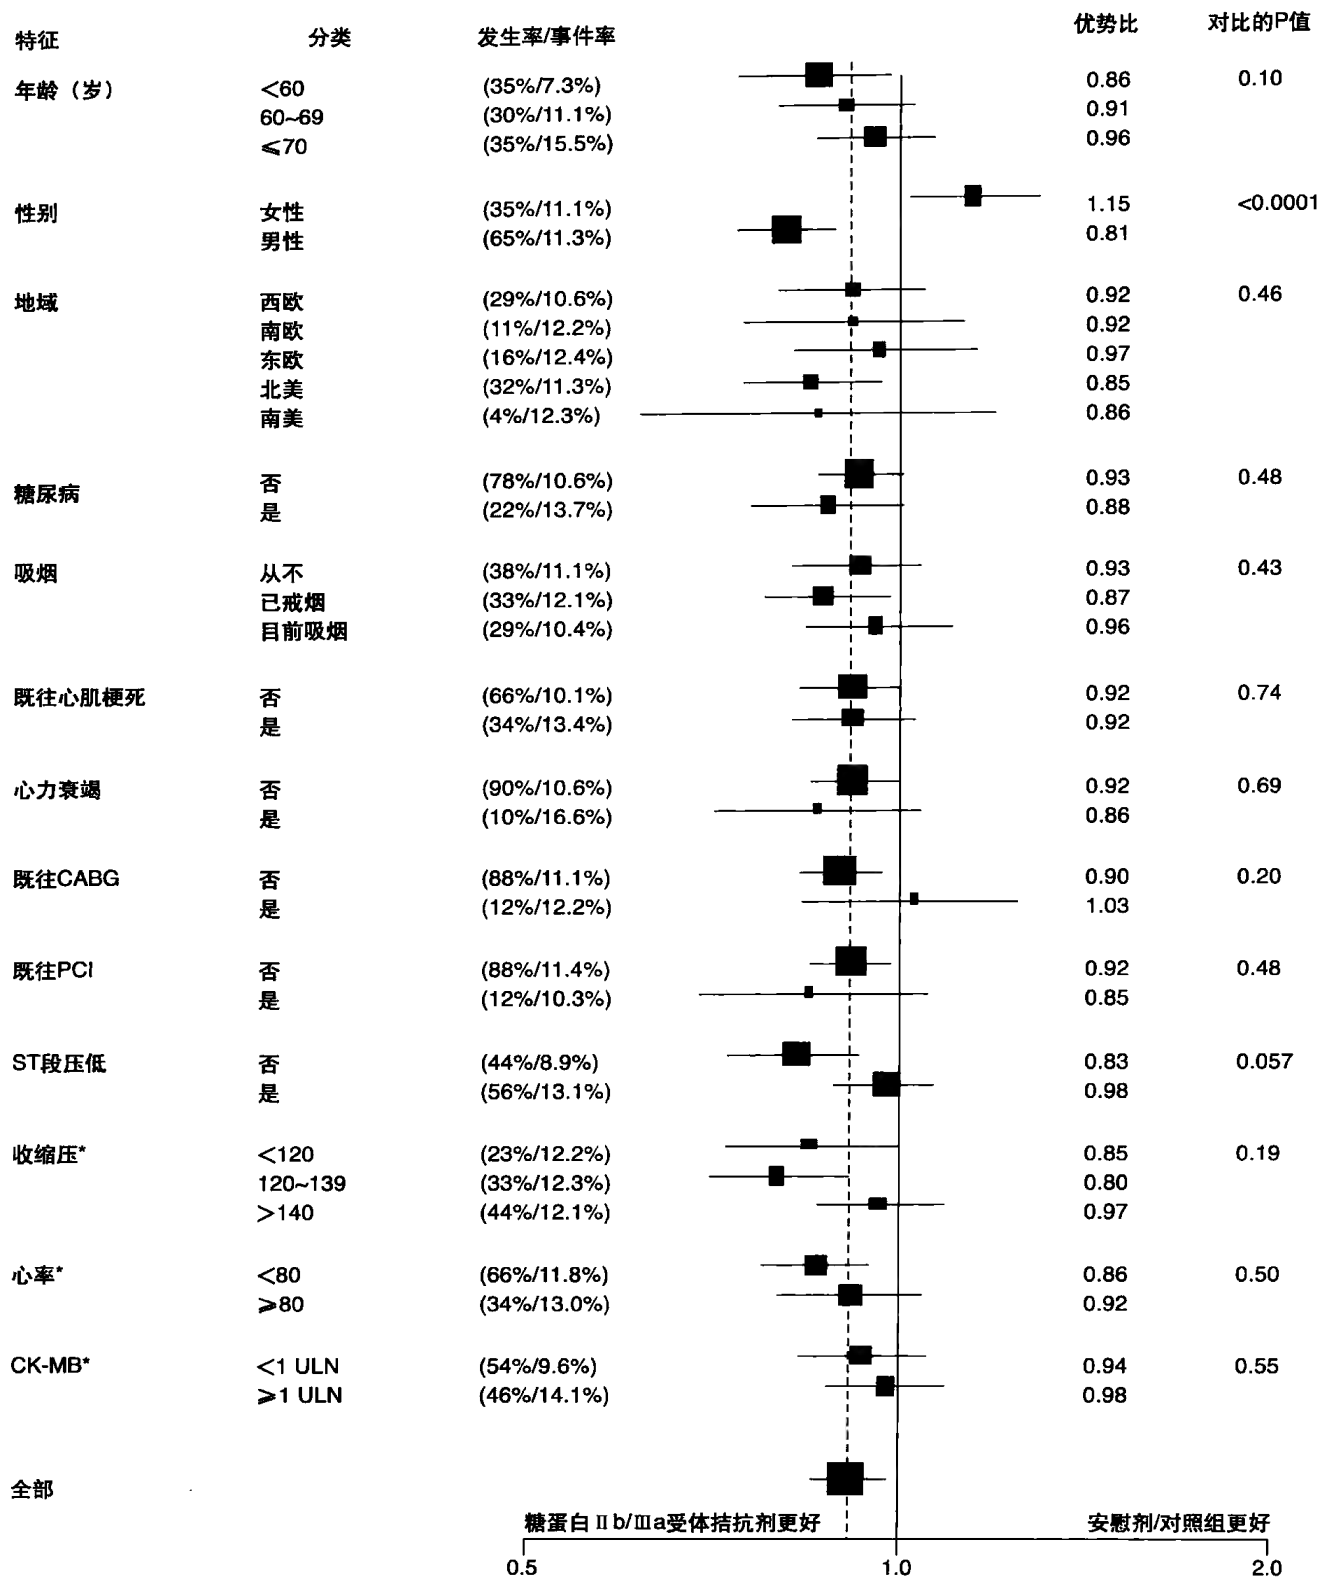 特征 分类 发生率/事件率 优势比 对比的P值
年龄（岁） <60 (35%/7.3%) 0.86 0.10
60~69 (30%/11.1%) 0.91
⩽70 (35%/15.5%) 0.96
性别 女性 (35%/11.1%) 1.15 <0.0001
男性 (65%/11.3%) 0.81
地域 西欧 (29%/10.6%) 0.92 0.46
南欧 (11%/12.2%) 0.92
东欧 (16%/12.4%) 0.97
北美 (32%/11.3%) 0.85
南美 (4%/12.3%) 0.86
糖尿病 否 (78%/10.6%) 0.93 0.48
是 (22%/13.7%) 0.88
吸烟 从不 (38%/11.1%) 0.93 0.43
已戒烟 (33%/12.1%) 0.87
目前吸烟 (29%/10.4%) 0.96
既往心肌梗死 否 (66%/10.1%) 0.92 0.74
是 (34%/13.4%) 0.92
心力衰竭 否 (90%/10.6%) 0.92 0.69
是 (10%/16.6%) 0.86
既往CABG 否 (88%/11.1%) 0.90 0.20
是 (12%/12.2%) 1.03
既往PCI 否 (88%/11.4%) 0.92 0.48
是 (12%/10.3%) 0.85
ST段压低 否 (44%/8.9%) 0.83 0.057
是 (56%/13.1%) 0.98
收缩压* <120 (23%/12.2%) 0.85 0.19
120~139 (33%/12.3%) 0.80
>140 (44%/12.1%) 0.97
心率* <80 (66%/11.8%) 0.86 0.50
⩾80 (34%/13.0%) 0.92
CK-MB* <1 ULN (54%/9.6%) 0.94 0.55
⩾1 ULN (46%/14.1%) 0.98
全部
糖蛋白Ⅱb/Ⅲa受体拮抗剂更好 安慰剂/对照组更好
0.5 1.0 2.0